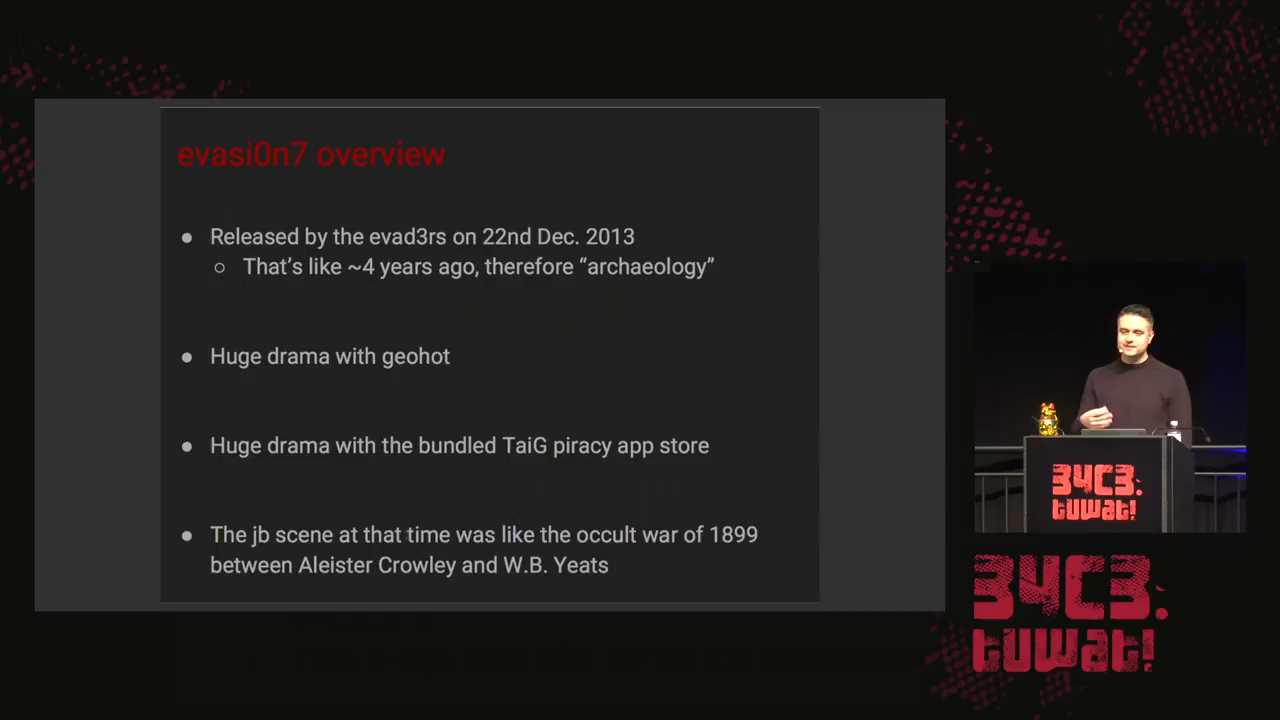 evasi0n7 overview
● Released by the evad3rs on 22nd Dec. 2013
○ That's like ~4 years ago, therefore “archaeology”
● Huge drama with geohot
● Huge drama with the bundled TaiG piracy app store
● The jb scene at that time was like the occult war of 1899
between Aleister Crowley and W.B. Yeats
34C3.
tuwat!
34C3.
tuwat!